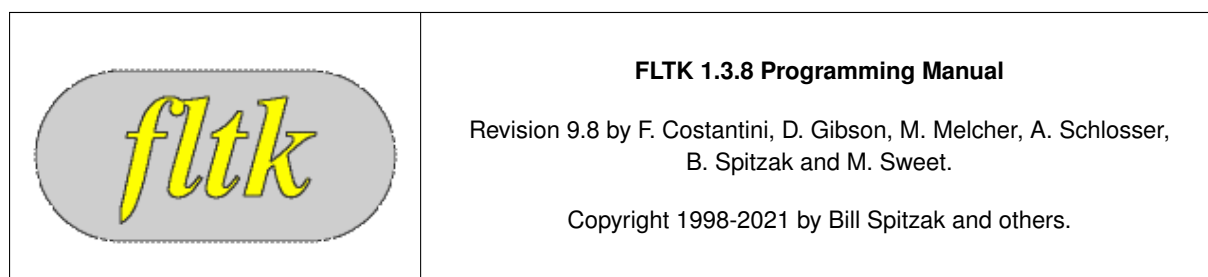 fltk
FLTK 1.3.8 Programming Manual
Revision 9.8 by F. Costantini, D. Gibson, M. Melcher, A. Schlosser,
B. Spitzak and M. Sweet.
Copyright 1998-2021 by Bill Spitzak and others.